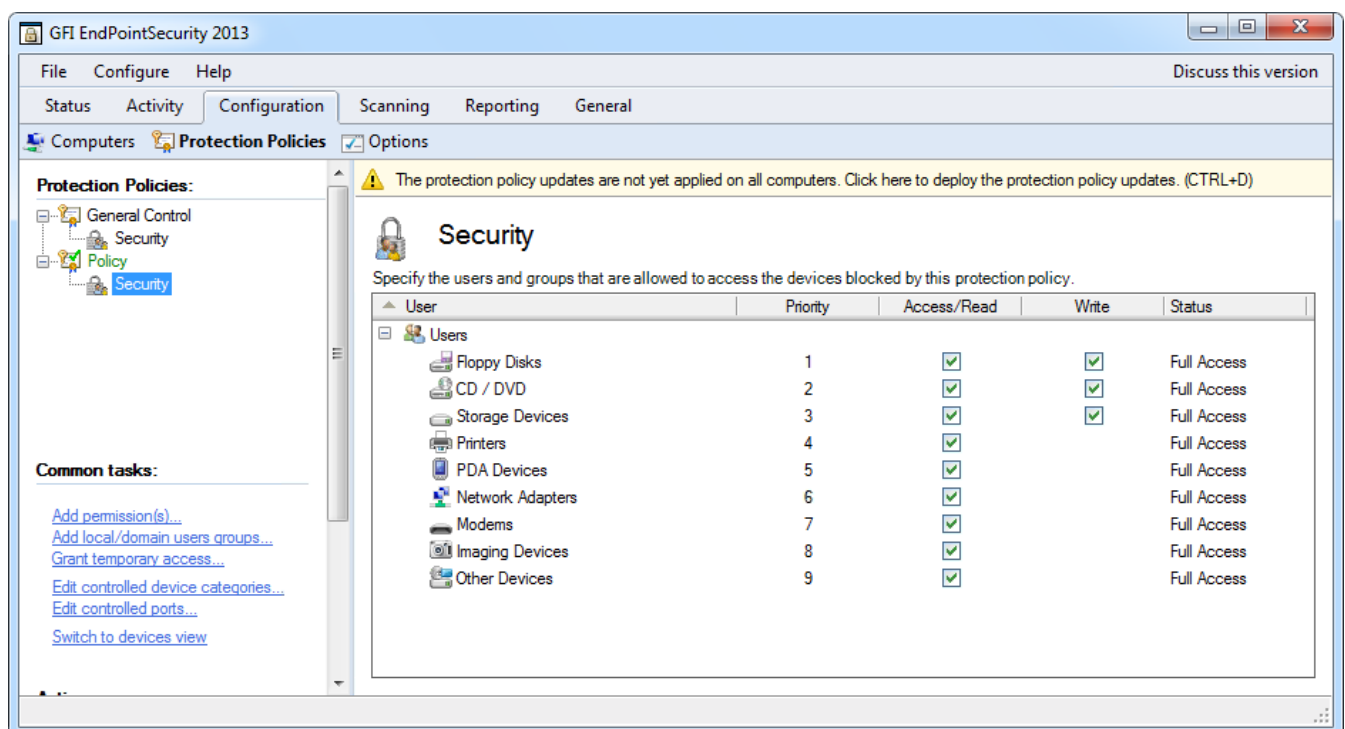 GFI EndPointSecurity 2013
File Configure Help Discuss this version
Status Activity Configuration Scanning Reporting General
Computers Protection Policies Options
Protection Policies:
General Control
Security
Policy
Security
Common tasks:
Add permission(s)...
Add local/domain users groups...
Grant temporary access...
Edit controlled device categories...
Edit controlled ports...
Switch to devices view
The protection policy updates are not yet applied on all computers. Click here to deploy the protection policy updates. (CTRL+D)
Security
Specify the users and groups that are allowed to access the devices blocked by this protection policy.
User Priority Access/Read Write Status
Users
Floppy Disks 1 Full Access
CD / DVD 2 Full Access
Storage Devices 3 Full Access
Printers 4 Full Access
PDA Devices 5 Full Access
Network Adapters 6 Full Access
Modems 7 Full Access
Imaging Devices 8 Full Access
Other Devices 9 Full Access